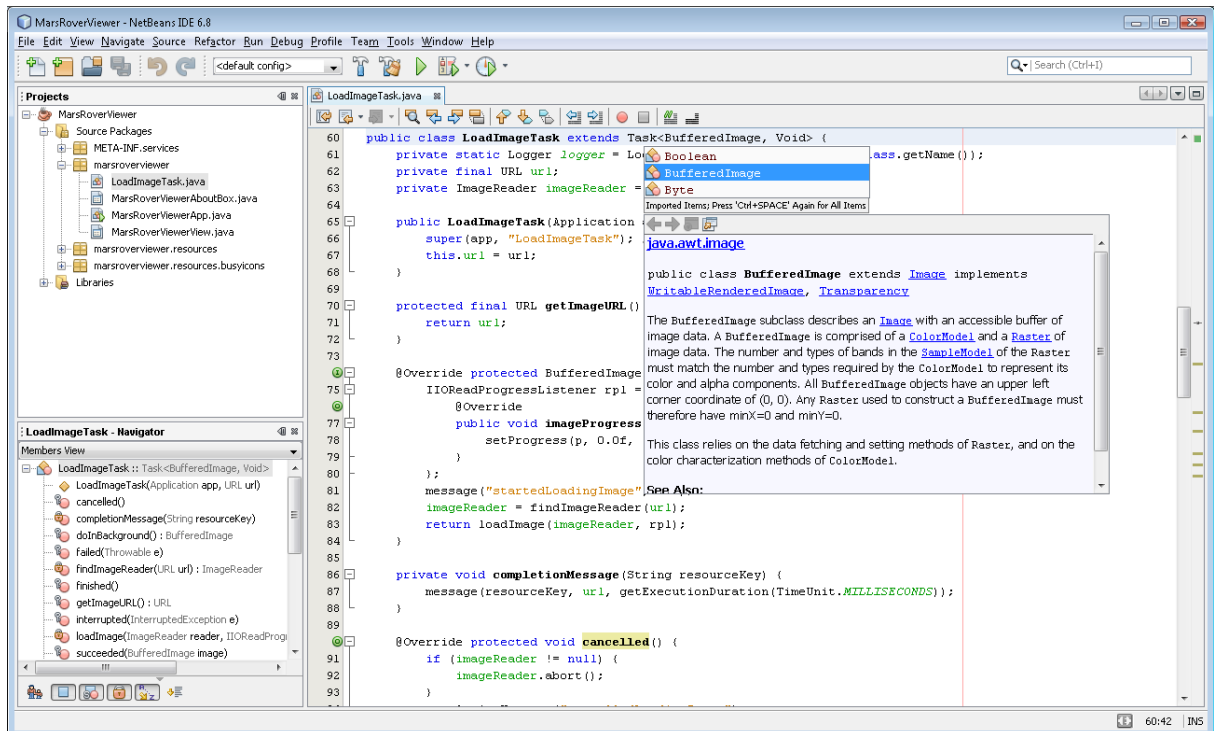 MarsRoverViewer - NetBeans IDE 6.8
File Edit View Navigate Source Refactor Run Debug Profile Team Tools Window Help
<default config>
Search (Ctrl+I)
Projects
MarsRoverViewer
Source Packages
META-INF.services
marsroverviewer
LoadImageTask.java
MarsRoverViewerAboutBox.java
MarsRoverViewerApp.java
MarsRoverViewerView.java
marsroverviewer.resources
marsroverviewer.resources.busyicons
Libraries
LoadImageTask - Navigator
Members View
LoadImageTask :: Task<BufferedImage, Void>
LoadImageTask(Application app, URL url)
cancelled()
completionMessage(String resourceKey)
doInBackground() : BufferedImage
failed(Throwable e)
findImageReader(URL url) : ImageReader
finished()
getImageURL() : URL
interrupted(InterruptedException e)
loadImage(ImageReader reader, IIOReadProgr
succeeded(BufferedImage image)
LoadImageTask.java
60 public class LoadImageTask extends Task<BufferedImage, Void> {
61 private static Logger logger = Lo ass.getName());
62 private final URL url;
63 private ImageReader imageReader =
64
65 public LoadImageTask(Application
66 super(app, "LoadImageTask");
67 this.url = url;
68 }
69
70 protected final URL getImageURL()
71 return url;
72 }
73
@Override protected BufferedImage
75 IIOReadProgressListener rpl =
@Override
77 public void imageProgress
78 setProgress(p, 0.0f,
79 }
80 };
81 message("startedLoadingImage",
82 imageReader = findImageReader(url);
83 return loadImage(imageReader, rpl);
84 }
85
86 private void completionMessage(String resourceKey) {
87 message(resourceKey, url, getExecutionDuration(TimeUnit.MILLISECONDS));
88 }
89
@Override protected void cancelled() {
91 if (imageReader != null) {
92 imageReader.abort();
93 }
Boolean
BufferedImage
Byte
Imported Items; Press 'Ctrl+SPACE' Again for All Items
java.awt.image
public class BufferedImage extends Image implements
WritableRenderedImage, Transparency
The BufferedImage subclass describes an Image with an accessible buffer of
image data. A BufferedImage is comprised of a ColorModel and a Raster of
image data. The number and types of bands in the SampleModel of the Raster
must match the number and types required by the ColorModel to represent its
color and alpha components. All BufferedImage objects have an upper left
corner coordinate of (0, 0). Any Raster used to construct a BufferedImage must
therefore have minX=0 and minY=0.
This class relies on the data fetching and setting methods of Raster, and on the
color characterization methods of ColorModel.
See Also:
60:42 INS